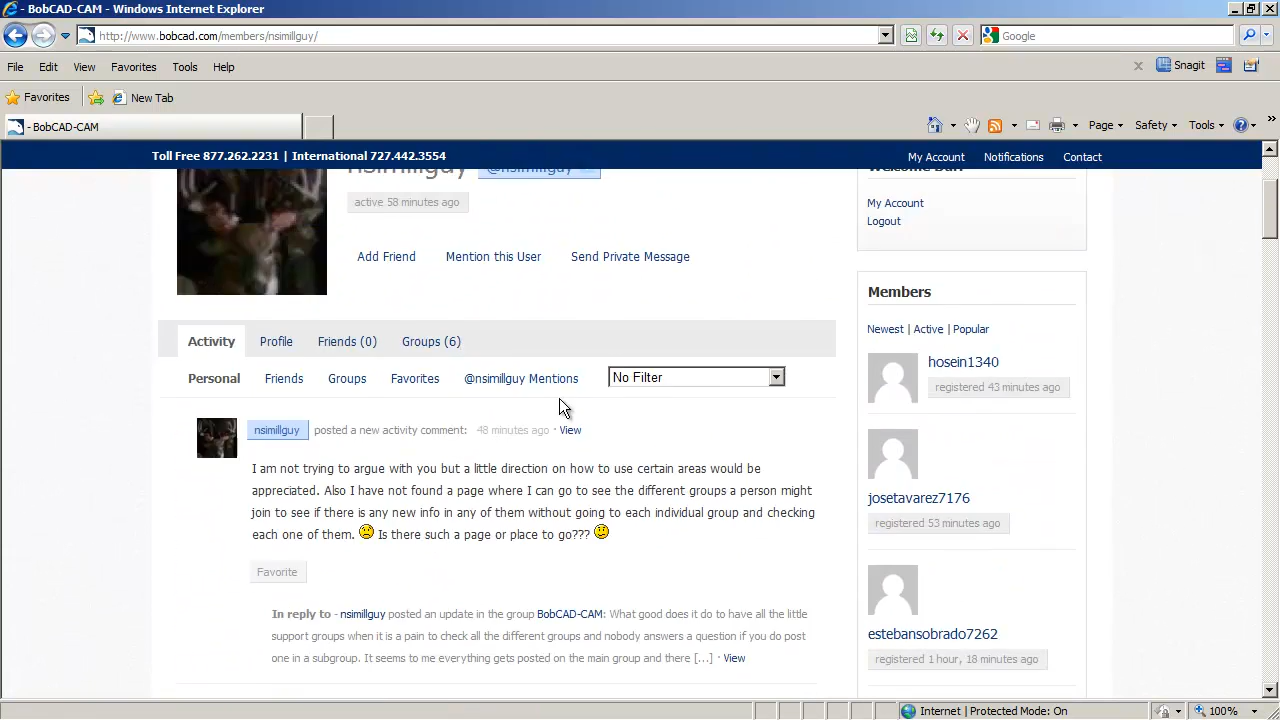 - BobCAD-CAM - Windows Internet Explorer
http://www.bobcad.com/members/nsimillguy/
Google
File Edit View Favorites Tools Help
Snagit
Favorites New Tab
- BobCAD-CAM
Page Safety Tools
Toll Free 877.262.2231 | International 727.442.3554
My Account Notifications Contact
nsimillguy @nsimillguy
active 58 minutes ago
My Account
Logout
Add Friend Mention this User Send Private Message
Members
Newest | Active | Popular
Activity Profile Friends (0) Groups (6)
Personal Friends Groups Favorites @nsimillguy Mentions No Filter
hosein1340
registered 43 minutes ago
nsimillguy posted a new activity comment: 48 minutes ago · View
I am not trying to argue with you but a little direction on how to use certain areas would be
appreciated. Also I have not found a page where I can go to see the different groups a person might
join to see if there is any new info in any of them without going to each individual group and checking
each one of them. Is there such a page or place to go???
josetavarez7176
registered 53 minutes ago
Favorite
In reply to - nsimillguy posted an update in the group BobCAD-CAM: What good does it do to have all the little
support groups when it is a pain to check all the different groups and nobody answers a question if you do post
one in a subgroup. It seems to me everything gets posted on the main group and there [...] · View
estebansobrado7262
registered 1 hour, 18 minutes ago
Internet | Protected Mode: On
100%